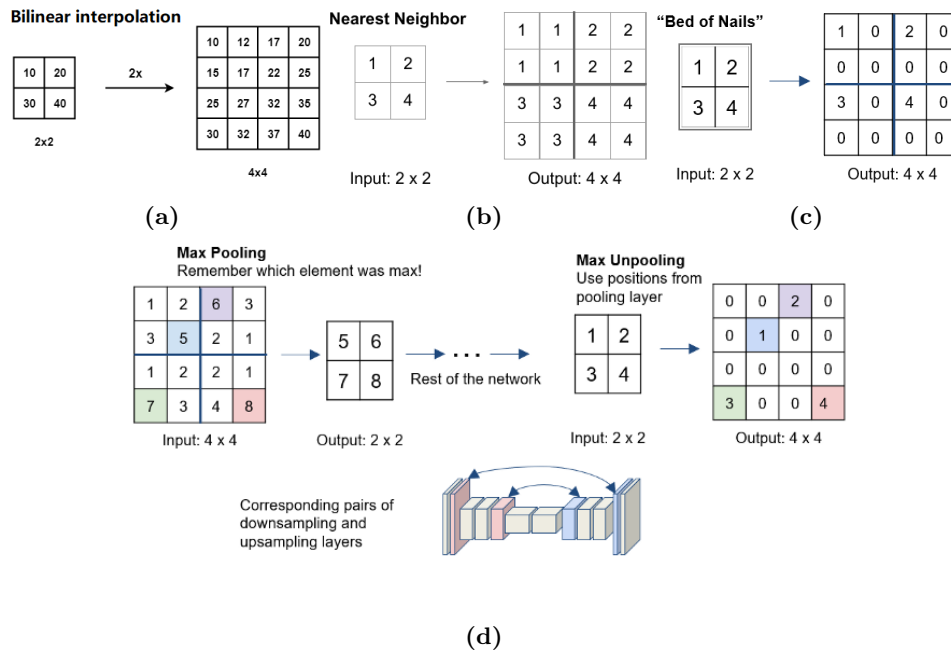 Bilinear interpolation
10 20
30 40
2x2
2x
10 12 17 20
15 17 22 25
25 27 32 35
30 32 37 40
4x4
(a)
Nearest Neighbor
1 2
3 4
Input: 2 x 2
1 1 2 2
1 1 2 2
3 3 4 4
3 3 4 4
Output: 4 x 4
(b)
“Bed of Nails”
1 2
3 4
Input: 2 x 2
1 0 2 0
0 0 0 0
3 0 4 0
0 0 0 0
Output: 4 x 4
(c)
Max Pooling
Remember which element was max!
1 2 6 3
3 5 2 1
1 2 2 1
7 3 4 8
Input: 4 x 4
5 6
7 8
Output: 2 x 2
...
Rest of the network
Max Unpooling
Use positions from
pooling layer
1 2
3 4
Input: 2 x 2
0 0 2 0
0 1 0 0
0 0 0 0
3 0 0 4
Output: 4 x 4
Corresponding pairs of
downsampling and
upsampling layers
(d)